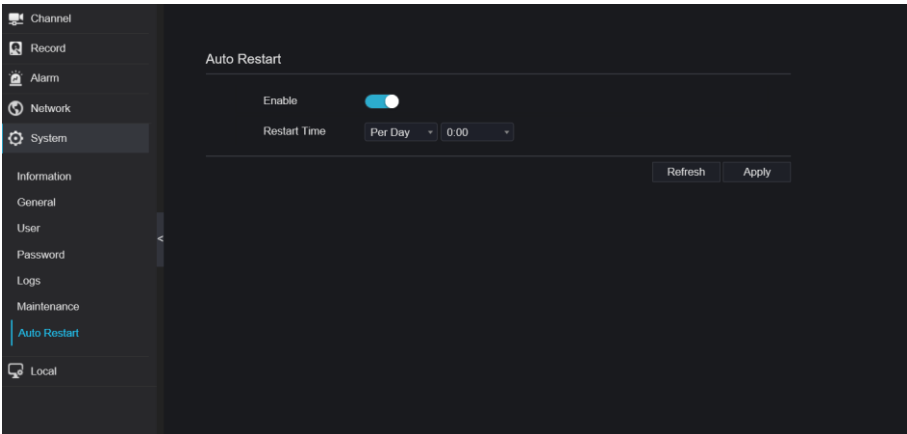 Channel
Record
Alarm
Network
System
Information
General
User
Password
Logs
Maintenance
Auto Restart
Local
<
Auto Restart
Enable
Restart Time Per Day 0:00
Refresh Apply